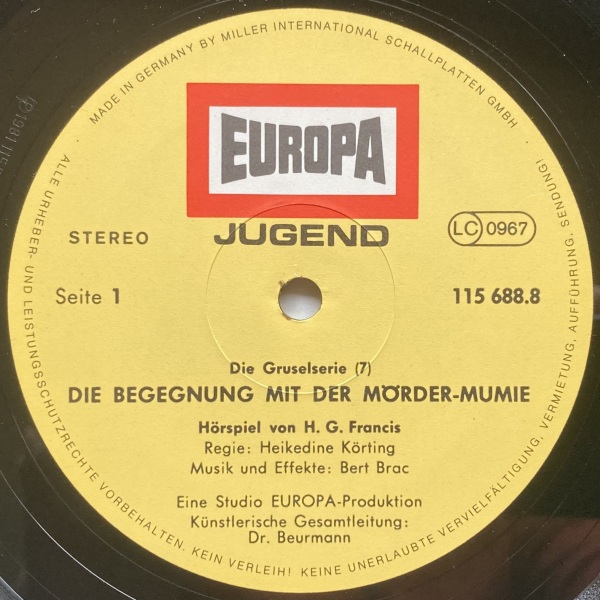 MADE IN GERMANY BY MILLER INTERNATIONAL SCHALLPLATTEN GMBH
EUROPA
JUGEND
STEREO
LC 0967
Seite 1
115 688.8
Die Gruselserie (7)
DIE BEGEGNUNG MIT DER MÖRDER-MUMIE
Hörspiel von H. G. Francis
Regie: Heikedine Körting
Musik und Effekte: Bert Brac
Eine Studio EUROPA-Produktion
Künstlerische Gesamtleitung:
Dr. Beurmann
ALLE URHEBER- UND LEISTUNGSSCHUTZRECHTE VORBEHALTEN. KEIN VERLEIH! KEINE UNERLAUBTE VERVIELFÄLTIGUNG, VERMIETUNG, AUFFÜHRUNG, SENDUNG!